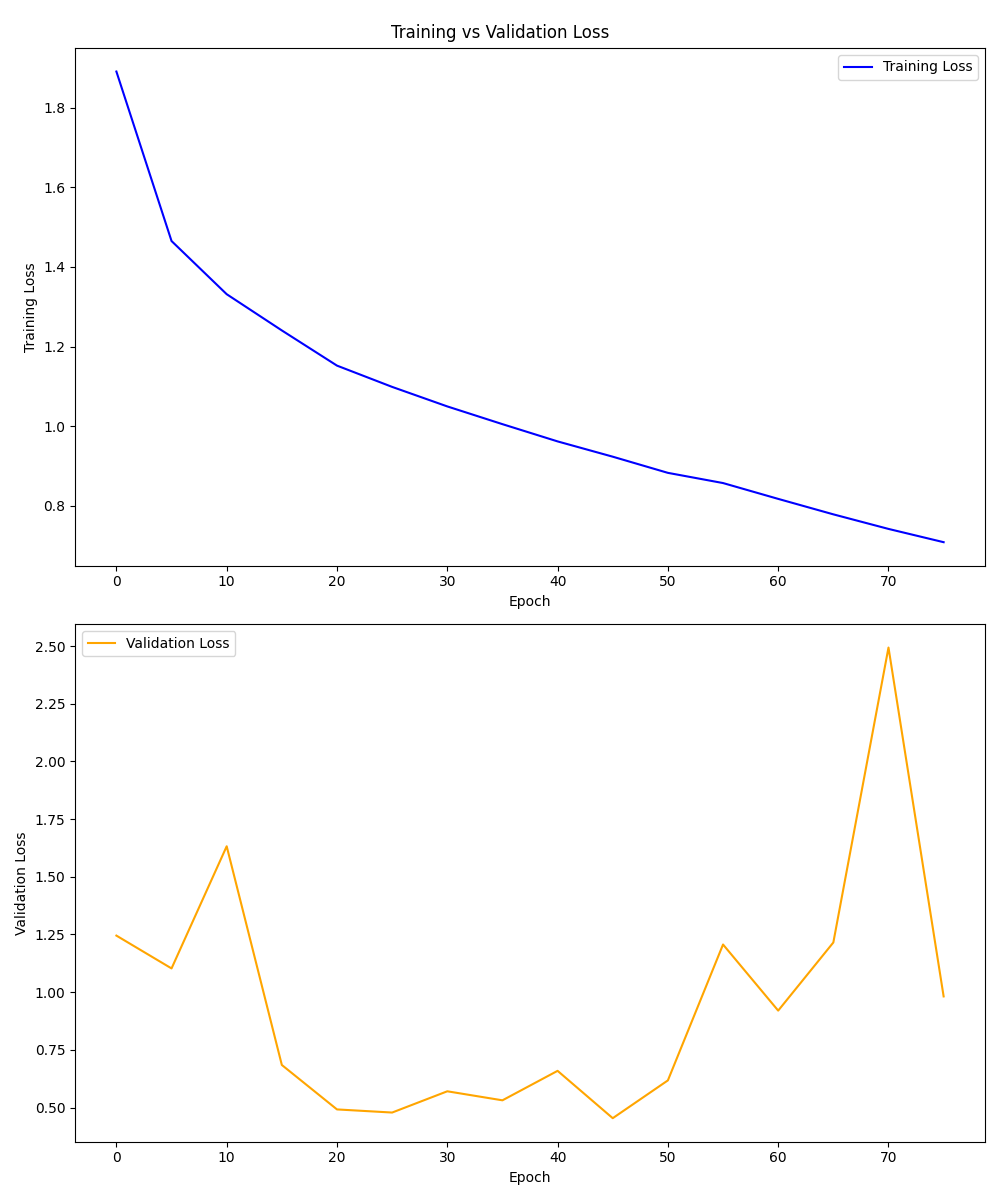 Training vs Validation Loss
Training Loss
1.8
1.6
1.4
1.2
1.0
0.8
Training Loss
0 10 20 30 40 50 60 70
Epoch
Validation Loss
2.50
2.25
2.00
1.75
1.50
1.25
1.00
0.75
0.50
Validation Loss
0 10 20 30 40 50 60 70
Epoch